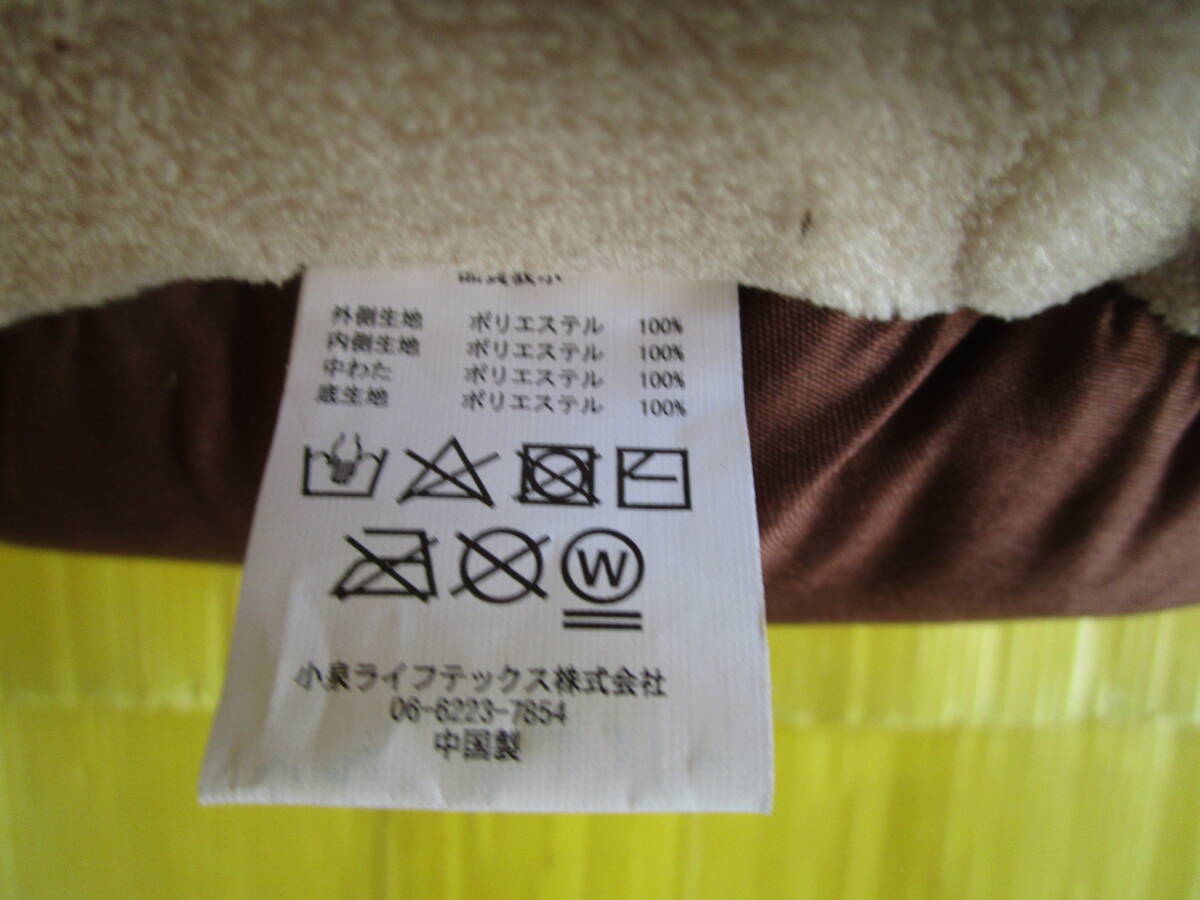 外側生地 ポリエステル 100%
内側生地 ポリエステル 100%
中わた ポリエステル 100%
底生地 ポリエステル 100%
W
小泉ライフテックス株式会社
06-6223-7854
中国製